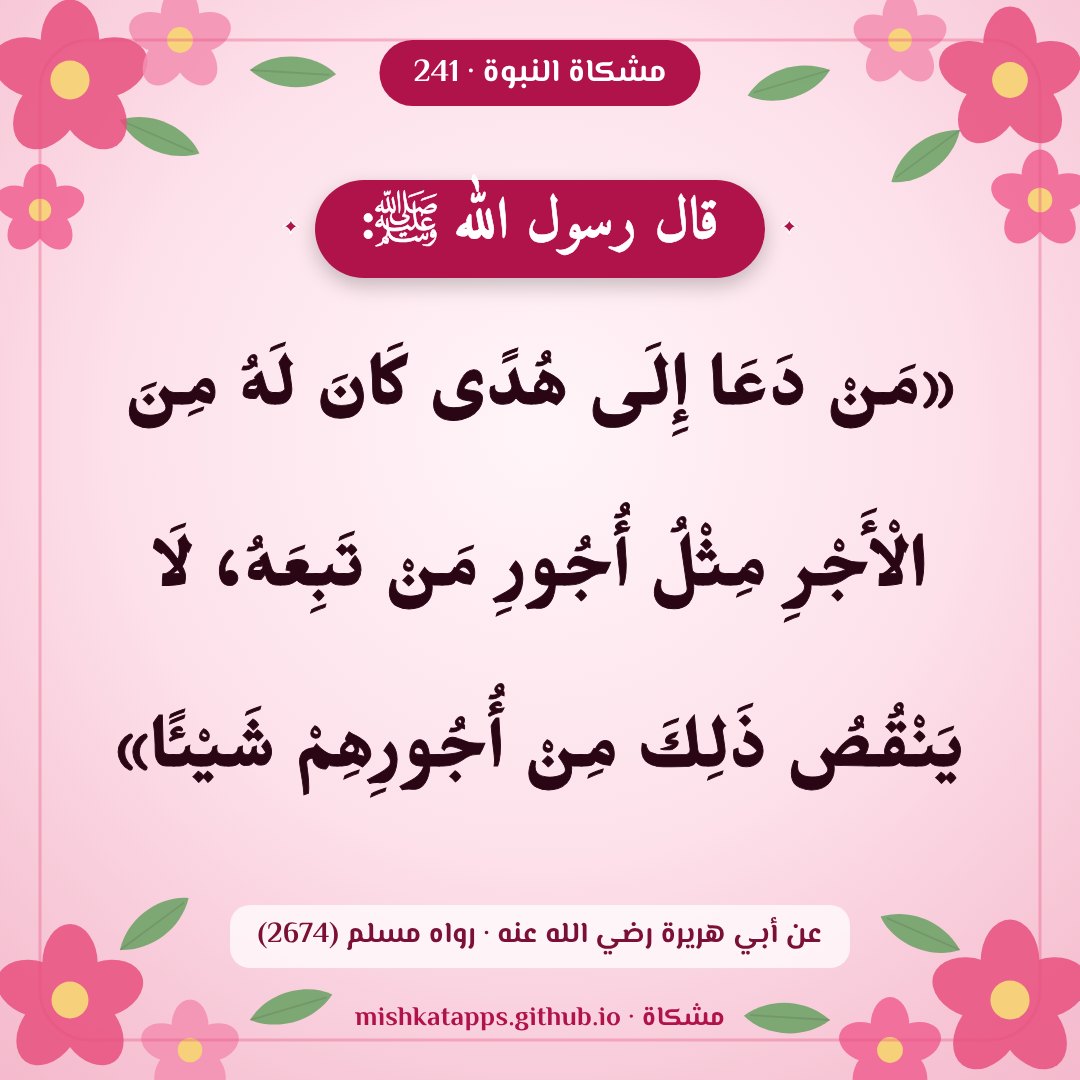 مشكاة النبوة · 241
قال رسول الله ﷺ:
«مَنْ دَعَا إِلَى هُدًى كَانَ لَهُ مِنَ
الْأَجْرِ مِثْلُ أُجُورِ مَنْ تَبِعَهُ، لَا
يَنْقُصُ ذَلِكَ مِنْ أُجُورِهِمْ شَيْئًا»
عن أبي هريرة رضي الله عنه · رواه مسلم (2674)
مشكاة · mishkatapps.github.io